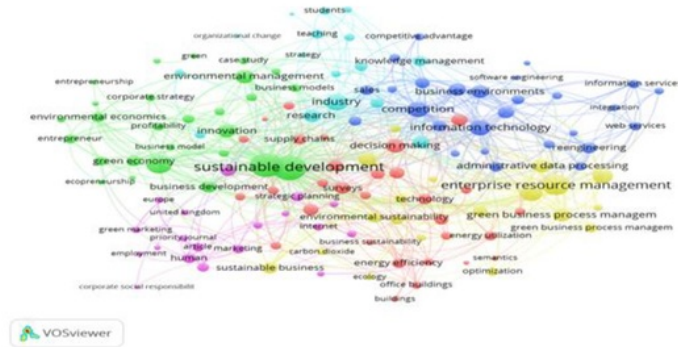 students
organizational change
teaching
competitive advantage
green
case study
strategy
knowledge management
entrepreneurship
environmental management
software engineering
business models
sales
business environments
information service
corporate strategy
industry
competition
integration
environmental economics
research
profitability
innovation
information technology
web services
entrepreneur
supply chains
decision making
reengineering
business model
green economy
sustainable development
administrative data processing
ecopreneurship
business development
surveys
enterprise resource management
europe
strategic planning
technology
united kingdom
environmental sustainability
green business process managem
green marketing
internet
green business process managem
priority journal
business sustainability
energy utilization
employment
article
marketing
carbon dioxide
human
sustainable business
energy efficiency
semantics
ecology
optimization
corporate social responsibilit
office buildings
buildings
VOSviewer